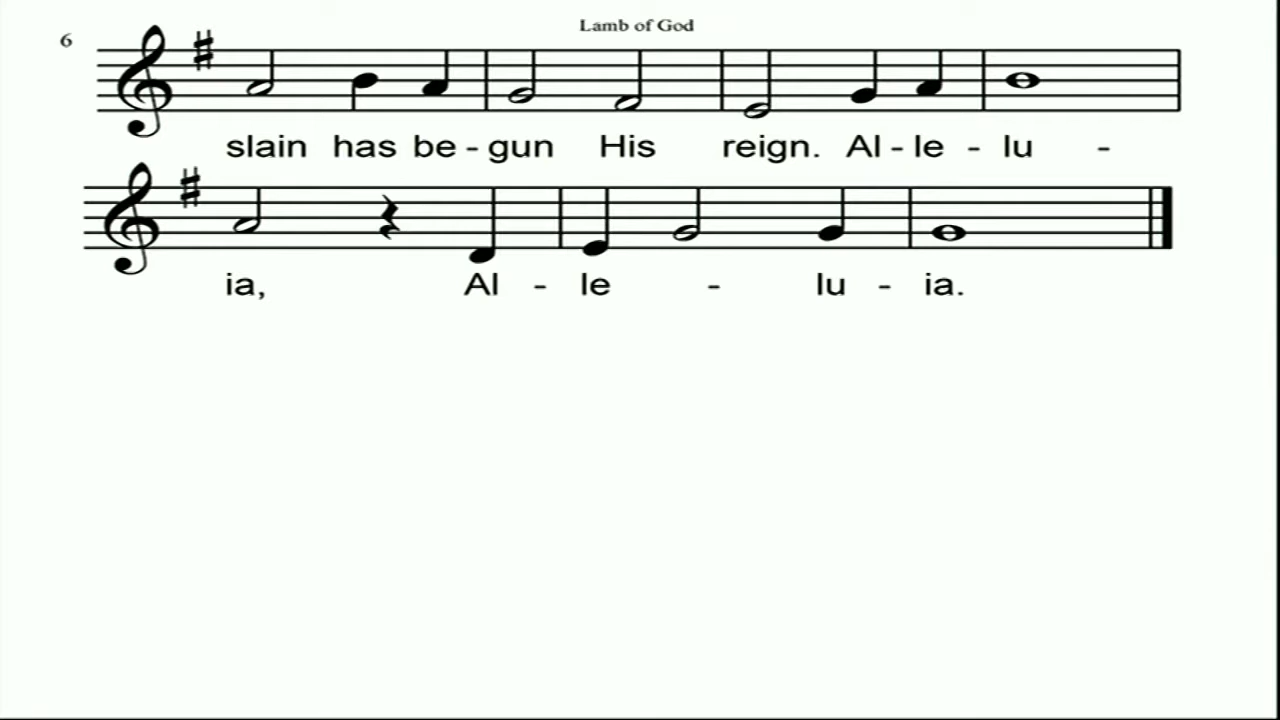 Lamb of God
6
slain has be - gun His reign. Al - le - lu -
ia, Al - le - lu - ia.